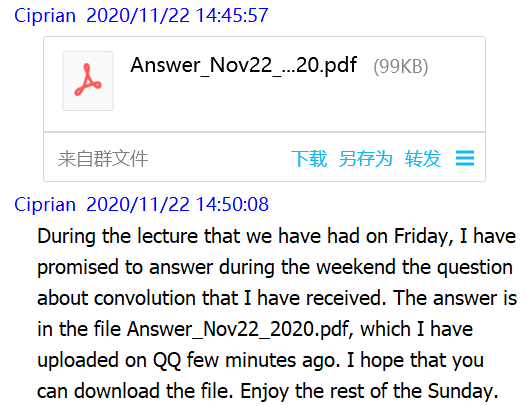 Ciprian 2020/11/22 14:45:57
Answer_Nov22_...20.pdf (99KB)
来自群文件 下载 另存为 转发
Ciprian 2020/11/22 14:50:08
During the lecture that we have had on Friday, I have
promised to answer during the weekend the question
about convolution that I have received. The answer is
in the file Answer_Nov22_2020.pdf, which I have
uploaded on QQ few minutes ago. I hope that you
can download the file. Enjoy the rest of the Sunday.